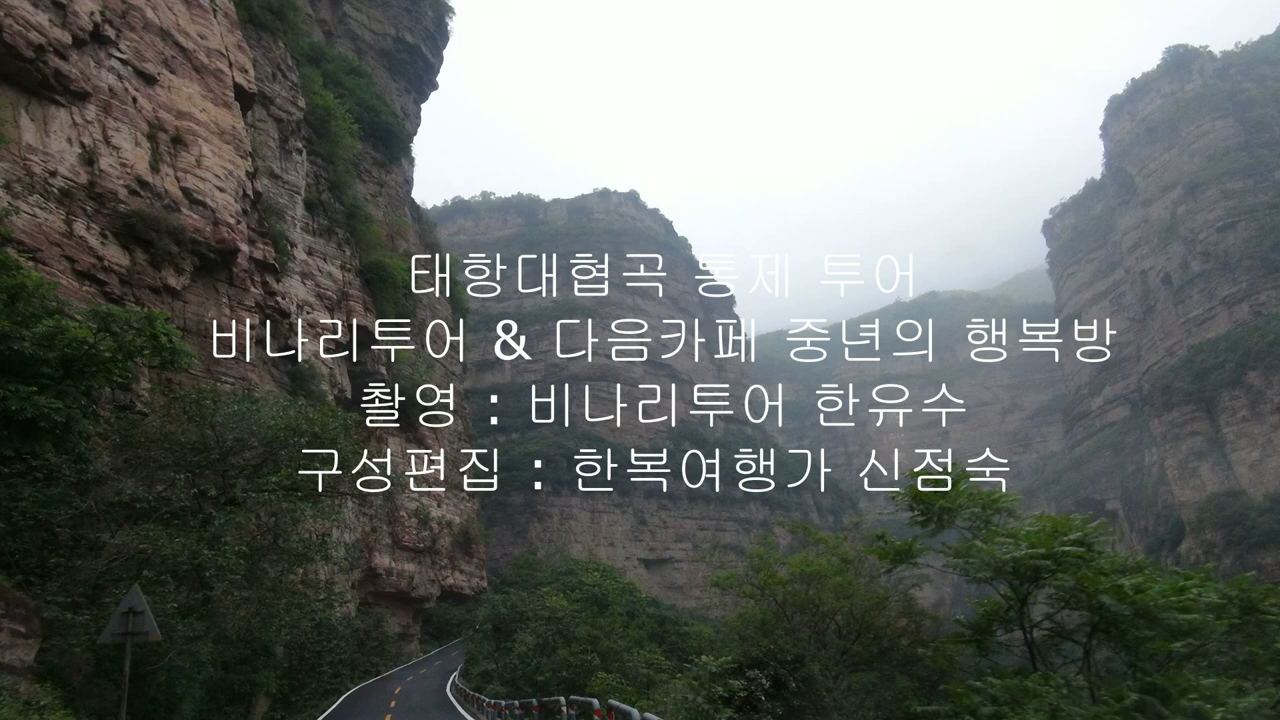 태항대협곡 통제 투어
비나리투어 & 다음카페 중년의 행복방
촬영 : 비나리투어 한유수
구성편집 : 한복여행가 신점숙